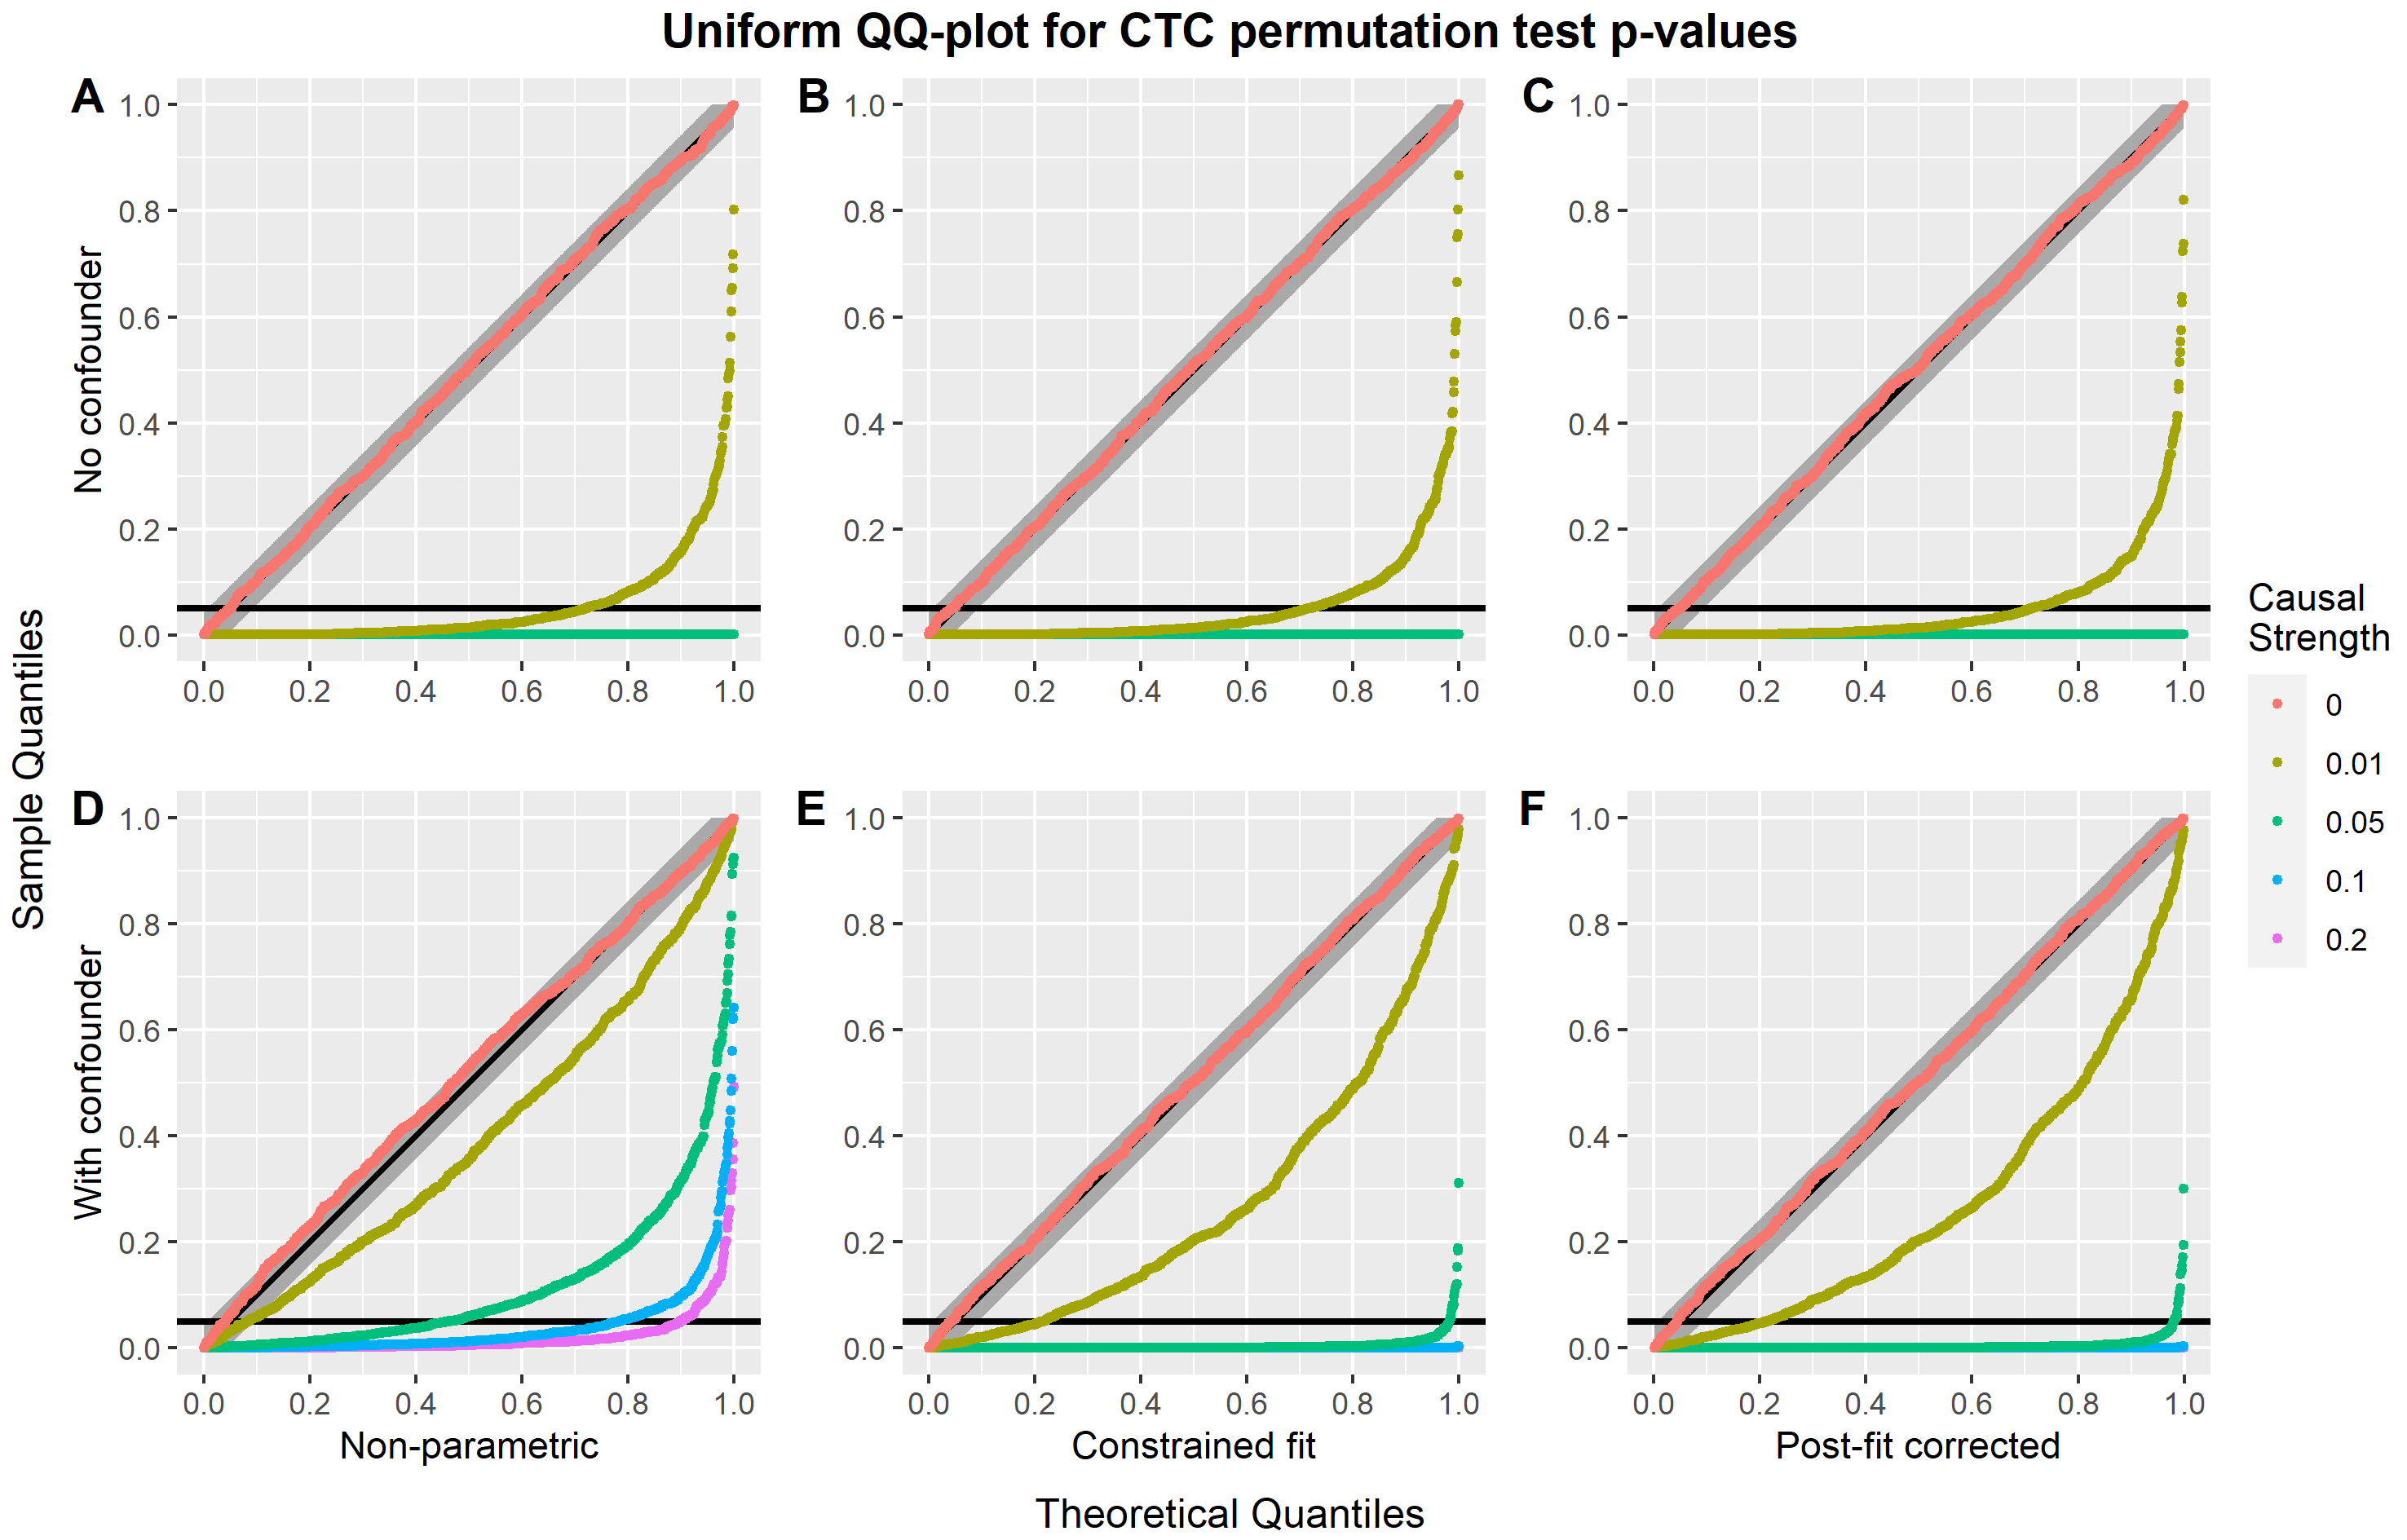 Uniform QQ-plot for CTC permutation test p-values
A
1.0
0.8
0.6
0.4
0.2
0.0
0.0 0.2 0.4 0.6 0.8 1.0
No confounder
B
1.0
0.8
0.6
0.4
0.2
0.0
0.0 0.2 0.4 0.6 0.8 1.0
C
1.0
0.8
0.6
0.4
0.2
0.0
0.0 0.2 0.4 0.6 0.8 1.0
Sample Quantiles
D
1.0
0.8
0.6
0.4
0.2
0.0
0.0 0.2 0.4 0.6 0.8 1.0
With confounder
Non-parametric
E
1.0
0.8
0.6
0.4
0.2
0.0
0.0 0.2 0.4 0.6 0.8 1.0
Constrained fit
F
1.0
0.8
0.6
0.4
0.2
0.0
0.0 0.2 0.4 0.6 0.8 1.0
Post-fit corrected
Theoretical Quantiles
Causal
Strength
0
0.01
0.05
0.1
0.2